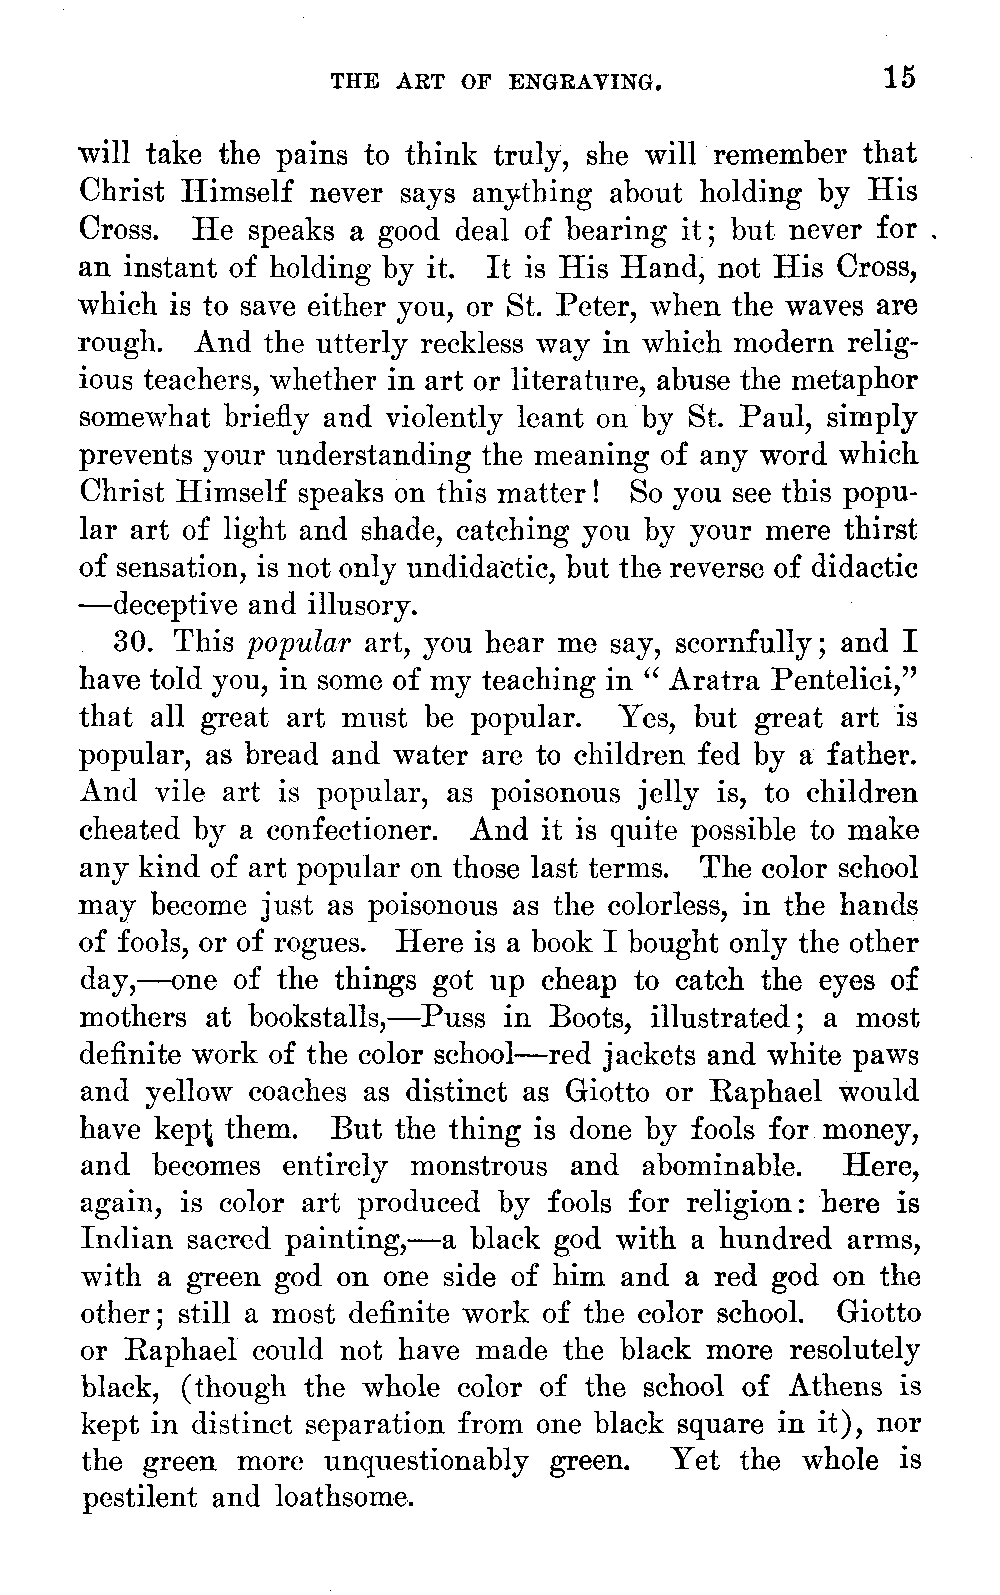 THE ART OF ENGRAVING. 15
will take the pains to think truly, she will remember that
Christ Himself never says anything about holding by His
Cross. He speaks a good deal of bearing it; but never for
an instant of holding by it. It is His Hand, not His Cross,
which is to save either you, or St. Peter, when the waves are
rough. And the utterly reckless way in which modern relig-
ious teachers, whether in art or literature, abuse the metaphor
somewhat briefly and violently leant on by St. Paul, simply
prevents your understanding the meaning of any word which
Christ Himself speaks on this matter! So you see this popu-
lar art of light and shade, catching you by your mere thirst
of sensation, is not only undidactic, but the reverse of didactic
—deceptive and illusory.
30. This popular art, you hear me say, scornfully; and I
have told you, in some of my teaching in “ Aratra Pentelici,”
that all great art must be popular. Yes, but great art is
popular, as bread and water are to children fed by a father.
And vile art is popular, as poisonous jelly is, to children
cheated by a confectioner. And it is quite possible to make
any kind of art popular on those last terms. The color school
may become just as poisonous as the colorless, in the hands
of fools, or of rogues. Here is a book I bought only the other
day,—one of the things got up cheap to catch the eyes of
mothers at bookstalls,—Puss in Boots, illustrated; a most
definite work of the color school—red jackets and white paws
and yellow coaches as distinct as Giotto or Raphael would
have kept them. But the thing is done by fools for money,
and becomes entirely monstrous and abominable. Here,
again, is color art produced by fools for religion: here is
Indian sacred painting,—a black god with a hundred arms,
with a green god on one side of him and a red god on the
other; still a most definite work of the color school. Giotto
or Raphael could not have made the black more resolutely
black, (though the whole color of the school of Athens is
kept in distinct separation from one black square in it), nor
the green more unquestionably green. Yet the whole is
pestilent and loathsome.